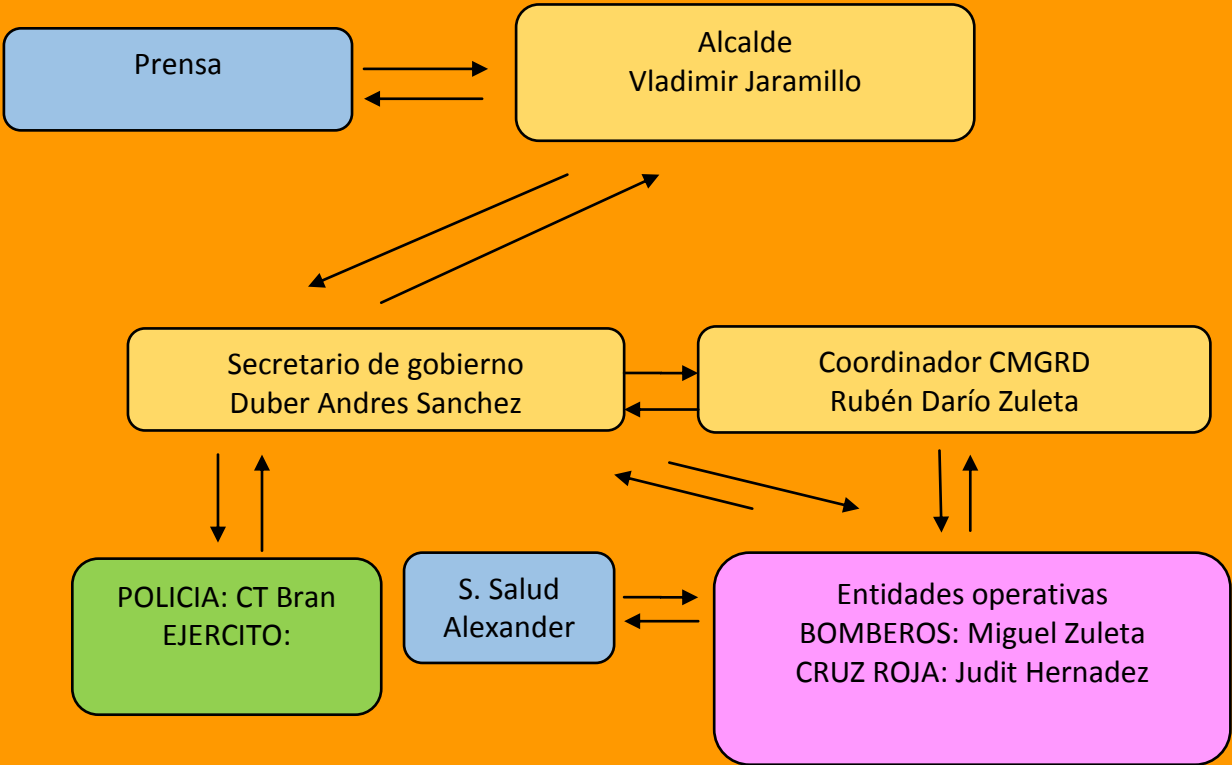 Prensa
Alcalde
Vladimir Jaramillo
Secretario de gobierno
Duber Andres Sanchez
Coordinador CMGRD
Rubén Darío Zuleta
POLICIA: CT Bran
EJERCITO:
S. Salud
Alexander
Entidades operativas
BOMBEROS: Miguel Zuleta
CRUZ ROJA: Judit Hernadez